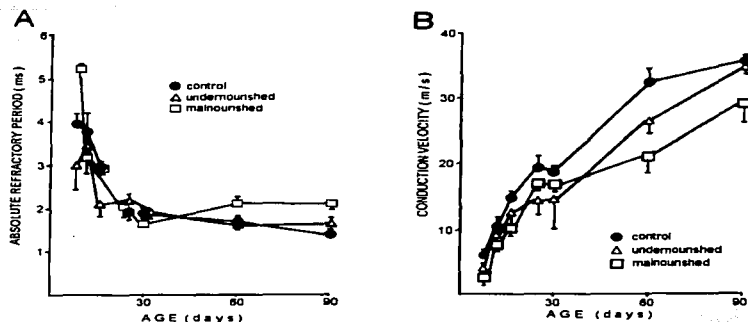 A
ABSOLUTE REFRACTORY PERIOD (ms)
6
5
4
3
2
1
control
undernourished
malnourished
30
60
90
AGE (days)
B
CONDUCTION VELOCITY (m/s)
40
30
20
10
control
undernourished
malnourished
0
30
60
90
AGE (days)